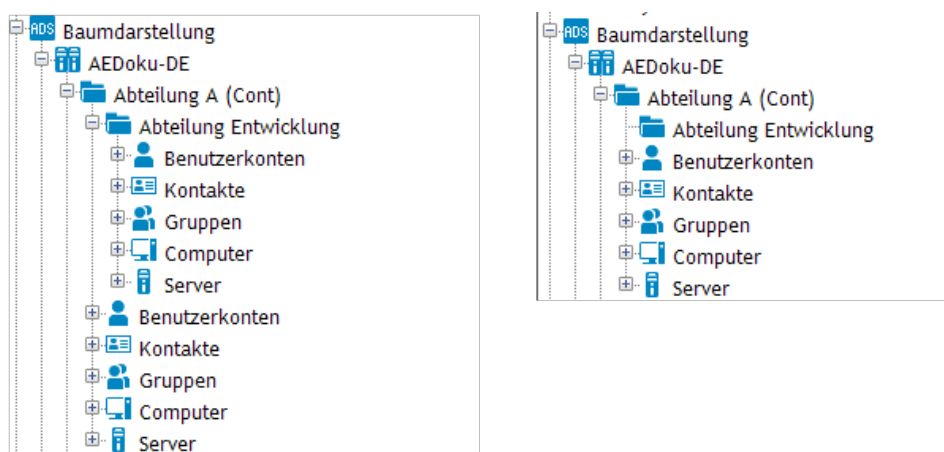 ADS Baumdarstellung
AEDoku-DE
Abteilung A (Cont)
Abteilung Entwicklung
Benutzerkonten
Kontakte
Gruppen
Computer
Server
Benutzerkonten
Kontakte
Gruppen
Computer
Server
ADS Baumdarstellung
AEDoku-DE
Abteilung A (Cont)
Abteilung Entwicklung
Benutzerkonten
Kontakte
Gruppen
Computer
Server